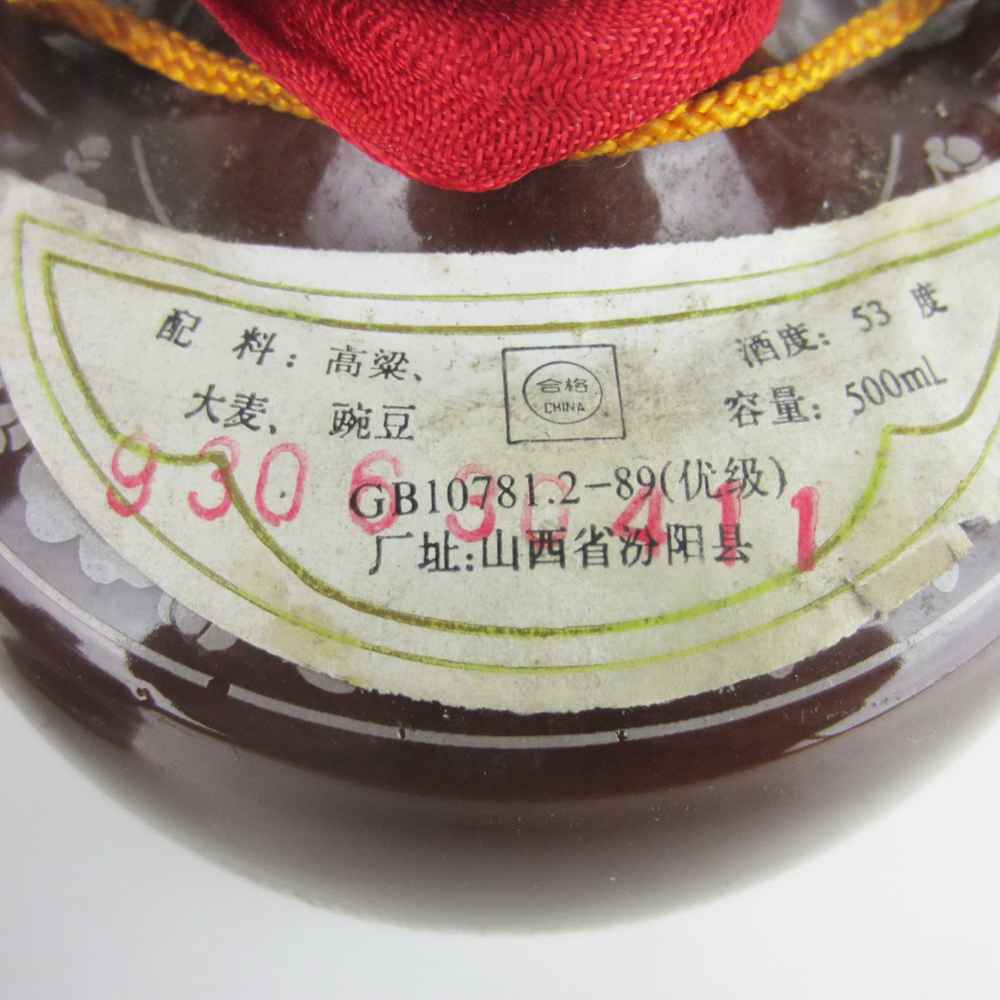 配 料：高粱、
大麦、豌豆
合格
CHINA
酒度：53 度
容量：500mL
GB10781.2-89(优级)
930630411
厂址:山西省汾阳县